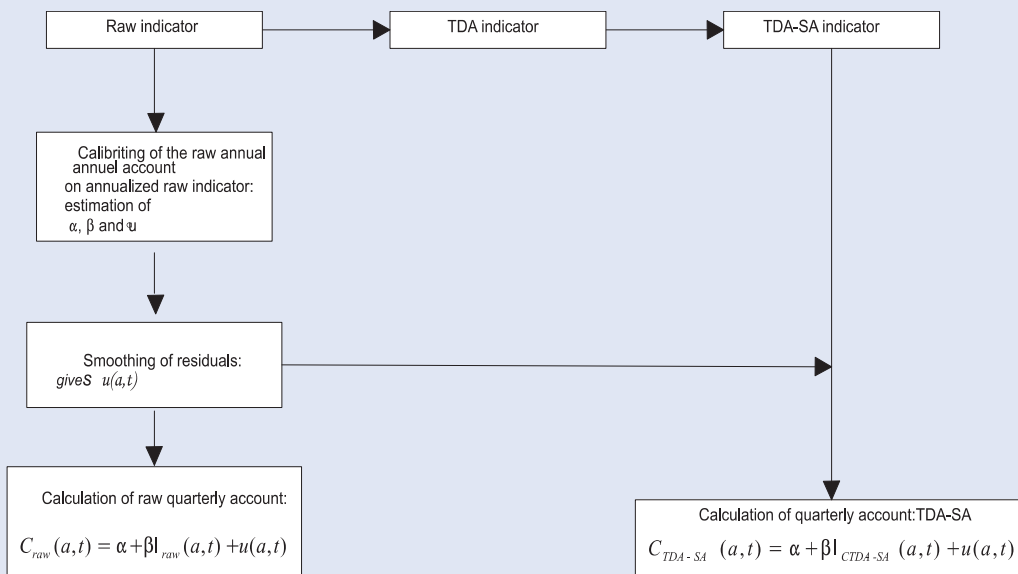 Raw indicator
TDA indicator
TDA-SA indicator
Calibriting of the raw annual
annuel account
on annualized raw indicator:
estimation of
α, β and u
Smoothing of residuals:
giveS u(a,t)
Calculation of raw quarterly account:
C_raw (a,t) = α+βI_raw (a,t) +u(a,t)
Calculation of quarterly account:TDA-SA
C_TDA-SA (a,t) = α+βI_CTDA-SA (a,t) +u(a,t)